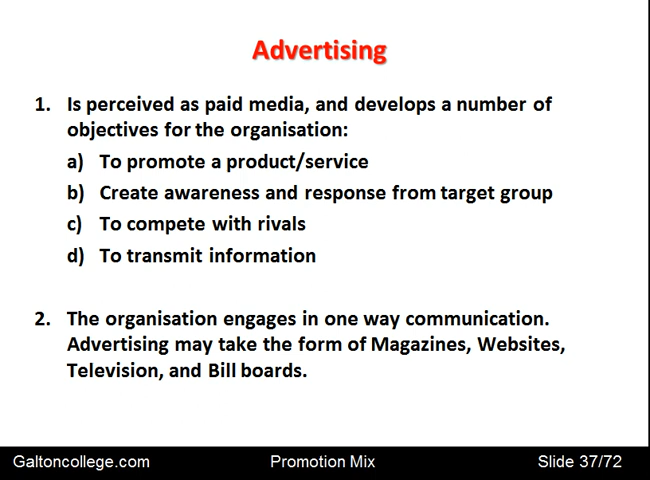 Advertising
1. Is perceived as paid media, and develops a number of
objectives for the organisation:
a) To promote a product/service
b) Create awareness and response from target group
c) To compete with rivals
d) To transmit information
2. The organisation engages in one way communication.
Advertising may take the form of Magazines, Websites,
Television, and Bill boards.
Galtoncollege.com Promotion Mix Slide 37/72